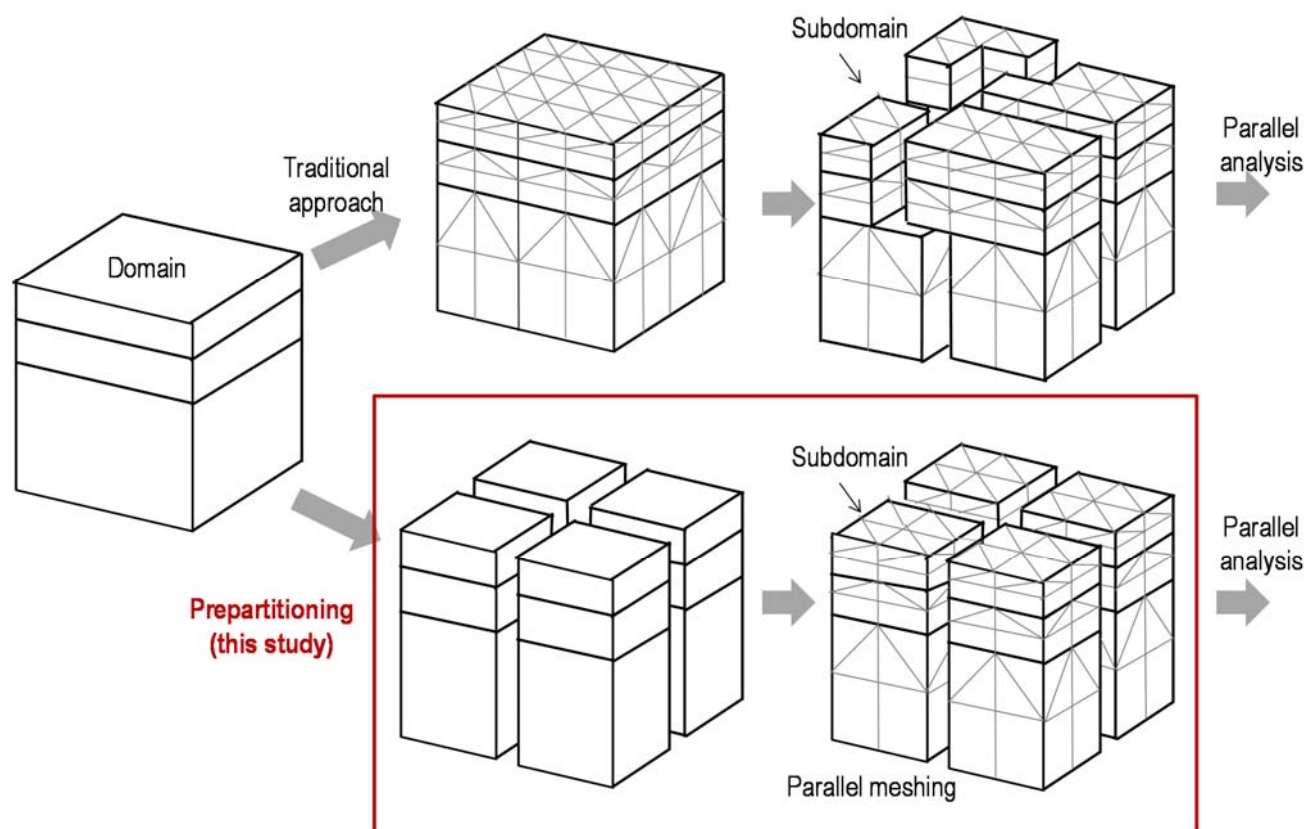 Subdomain
Parallel
analysis
Traditional
approach
Domain
Subdomain
Parallel
analysis
Prepartitioning
(this study)
Parallel meshing